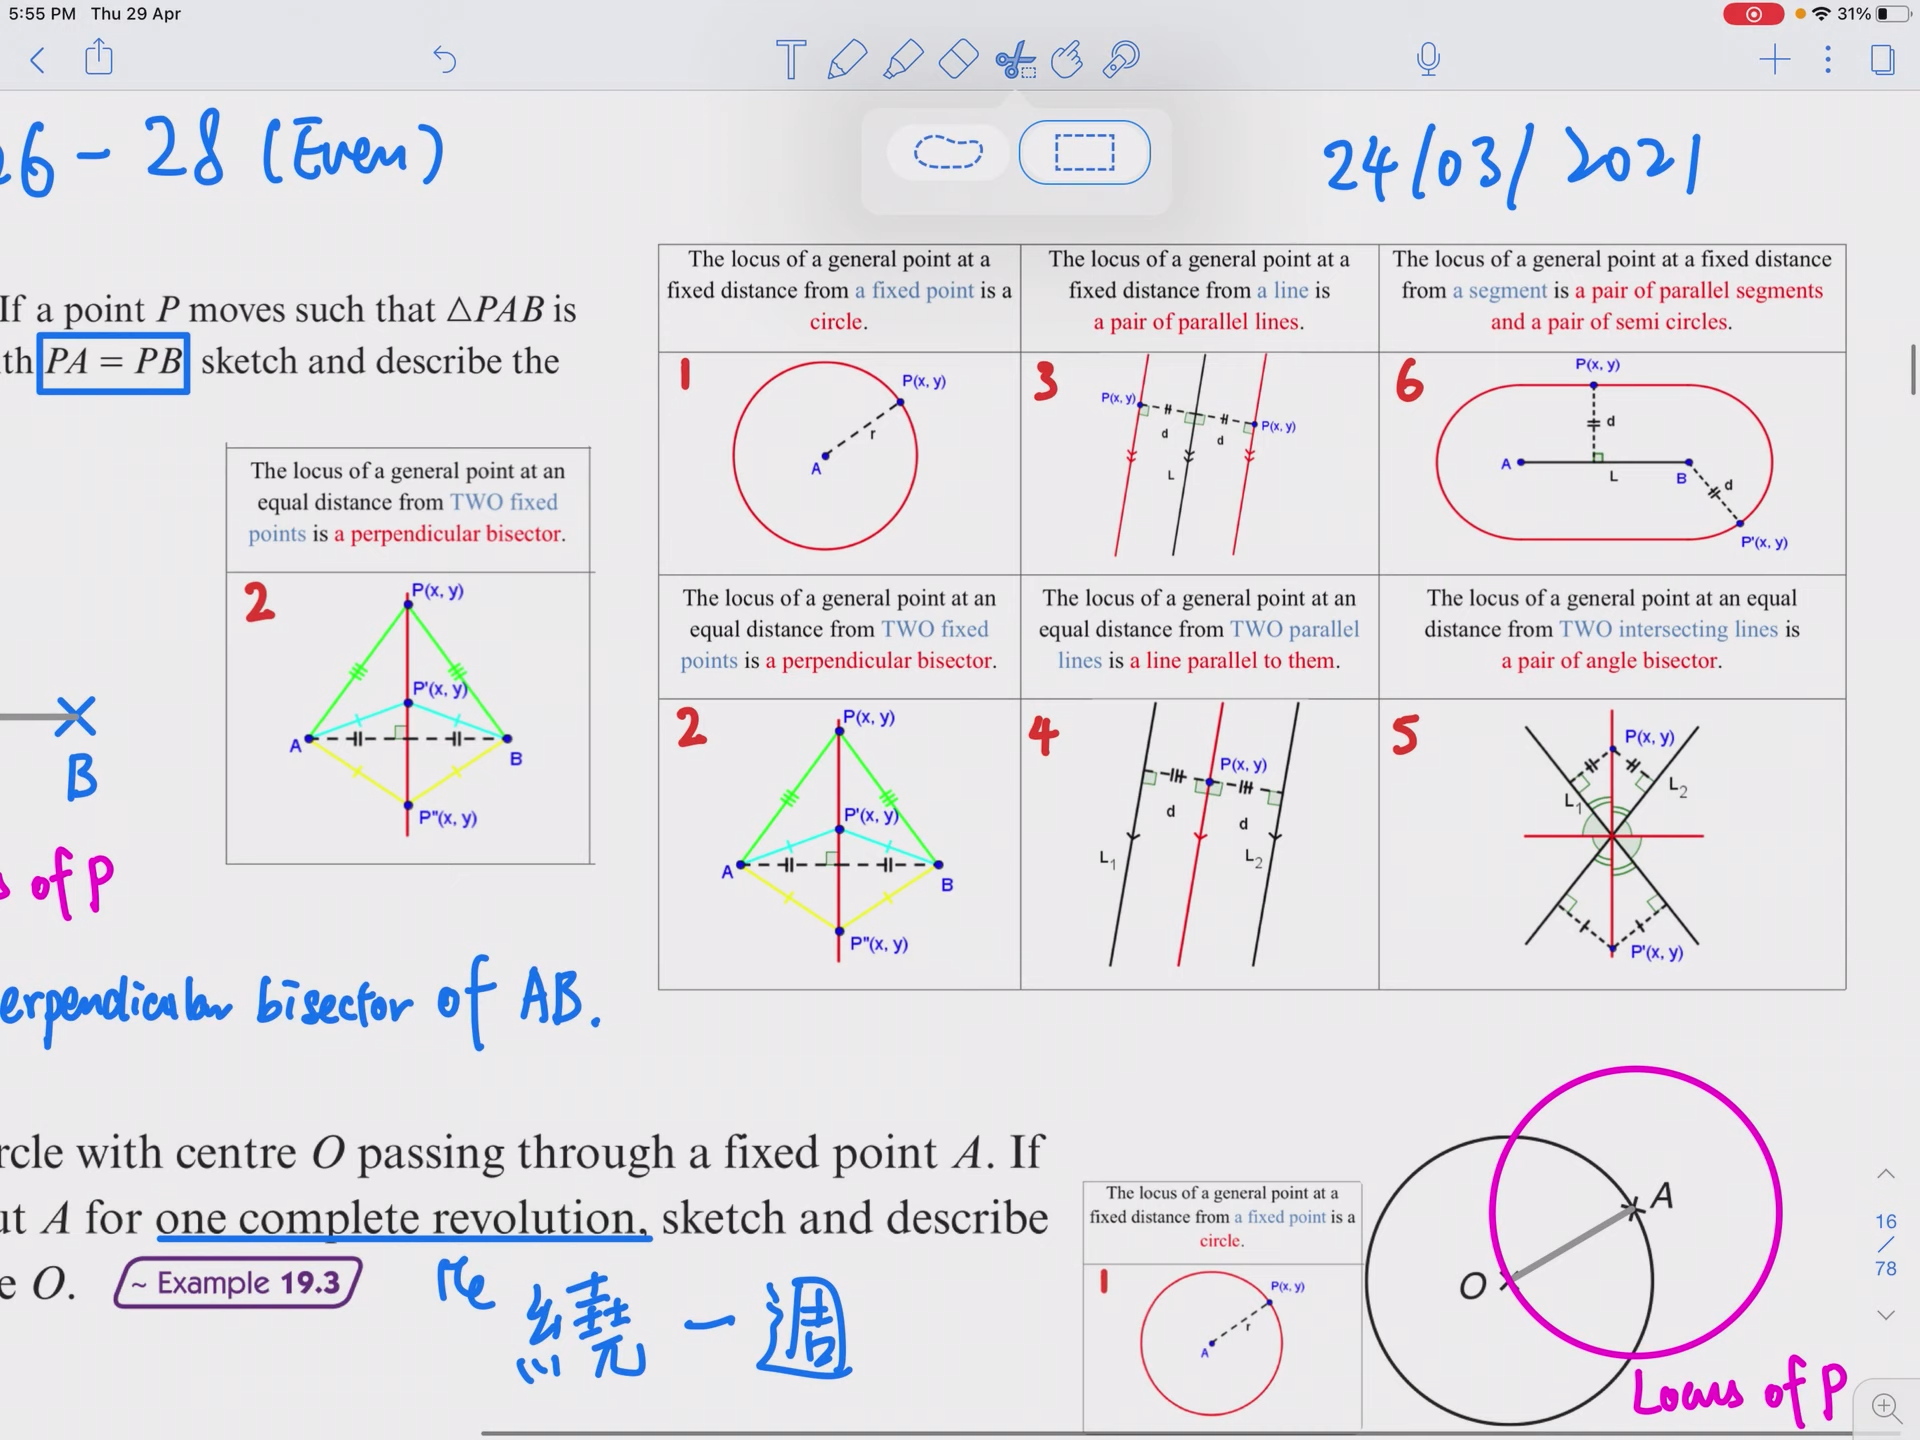 5:55 PM Thu 29 Apr
31%
26 - 28 (Even)
24/03/2021
If a point P moves such that △PAB is
th PA = PB sketch and describe the
The locus of a general point at an
equal distance from TWO fixed
points is a perpendicular bisector.
2
P(x, y)
P'(x, y)
A
B
P"(x, y)
B
s of P
erpendicular bisector of AB.
The locus of a general point at a
fixed distance from a fixed point is a
circle.
1
P(x, y)
r
A
The locus of a general point at a
fixed distance from a line is
a pair of parallel lines.
3
P(x, y)
P(x, y)
d
d
L
The locus of a general point at a fixed distance
from a segment is a pair of parallel segments
and a pair of semi circles.
6
P(x, y)
d
A
L
B
d
P'(x, y)
The locus of a general point at an
equal distance from TWO fixed
points is a perpendicular bisector.
2
P(x, y)
P'(x, y)
A
B
P"(x, y)
The locus of a general point at an
equal distance from TWO parallel
lines is a line parallel to them.
4
P(x, y)
d
d
L1
L2
The locus of a general point at an equal
distance from TWO intersecting lines is
a pair of angle bisector.
5
P(x, y)
L1
L2
P'(x, y)
rcle with centre O passing through a fixed point A. If
ut A for one complete revolution, sketch and describe
e O. ~ Example 19.3
繞一週
The locus of a general point at a
fixed distance from a fixed point is a
circle.
1
P(x, y)
r
A
A
O
Locus of P
16
/
78